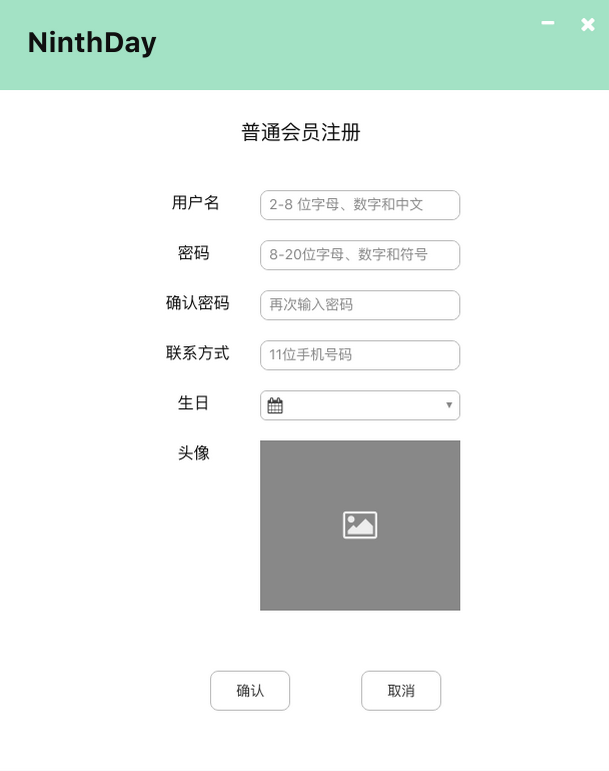 NinthDay
普通会员注册
用户名 2-8 位字母、数字和中文
密码 8-20位字母、数字和符号
确认密码 再次输入密码
联系方式 11位手机号码
生日
头像
确认 取消